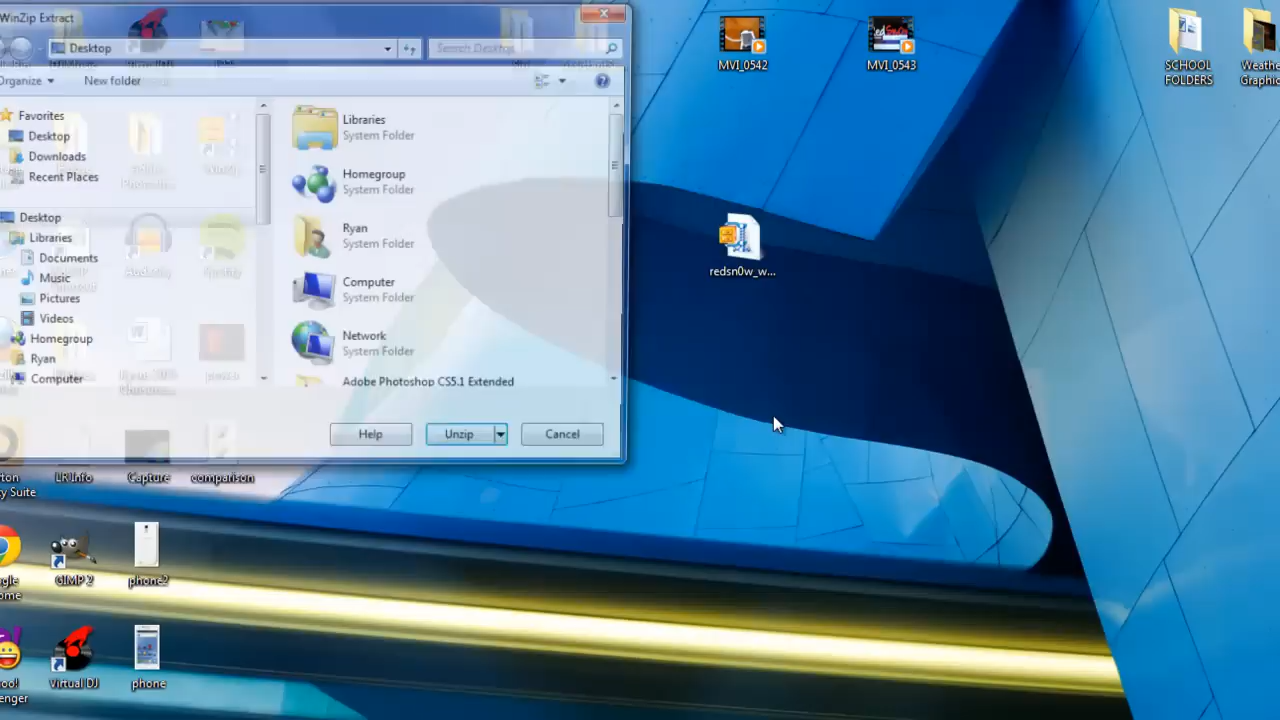 WinZip Extract
Desktop
Search Desktop
Organize
New folder
Favorites
Desktop
Downloads
Recent Places
Desktop
Libraries
Documents
Music
Pictures
Videos
Homegroup
Ryan
Computer
Libraries
System Folder
Homegroup
System Folder
Ryan
System Folder
Computer
System Folder
Network
System Folder
Adobe Photoshop CS5.1 Extended
Help
Unzip
Cancel
MVI_0542
MVI_0543
SCHOOL
FOLDERS
redsn0w_w...
LR Info
Capture
comparison
GIMP 2
phone2
Virtual DJ
phone